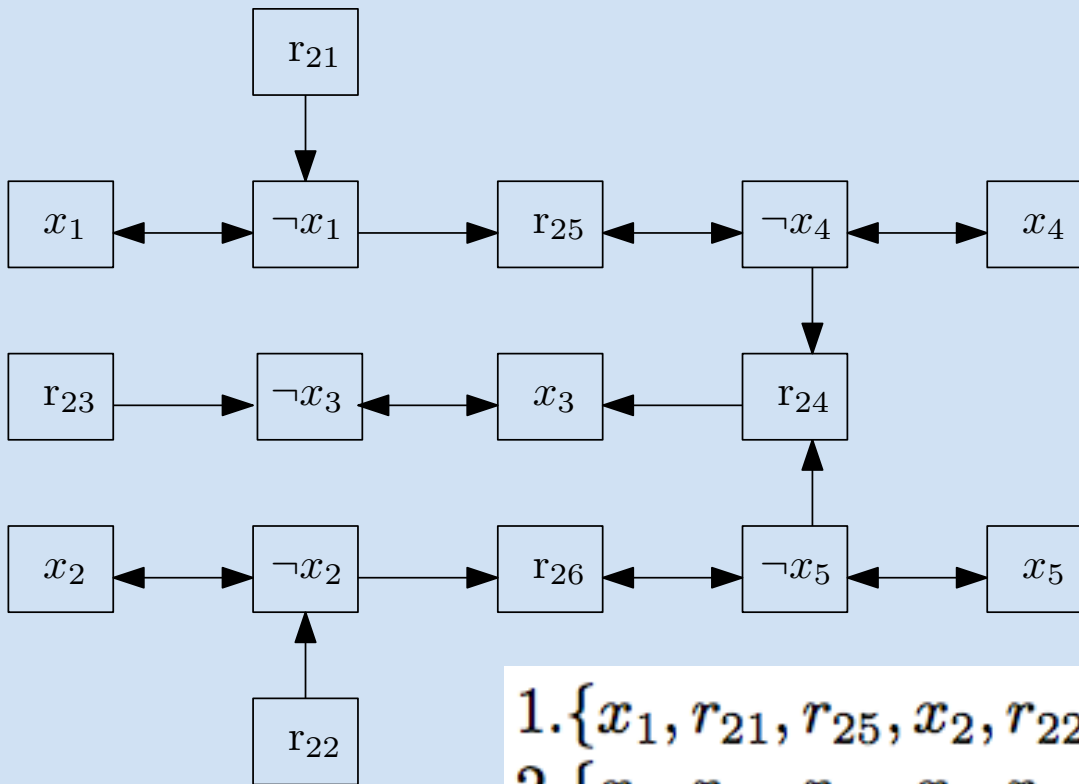 r₂₁
x₁ ¬x₁ r₂₅ ¬x₄ x₄
r₂₃ ¬x₃ x₃ r₂₄
x₂ ¬x₂ r₂₆ ¬x₅ x₅
r₂₂
1.{x₁, r₂₁, r₂₅, x₂, r₂₂